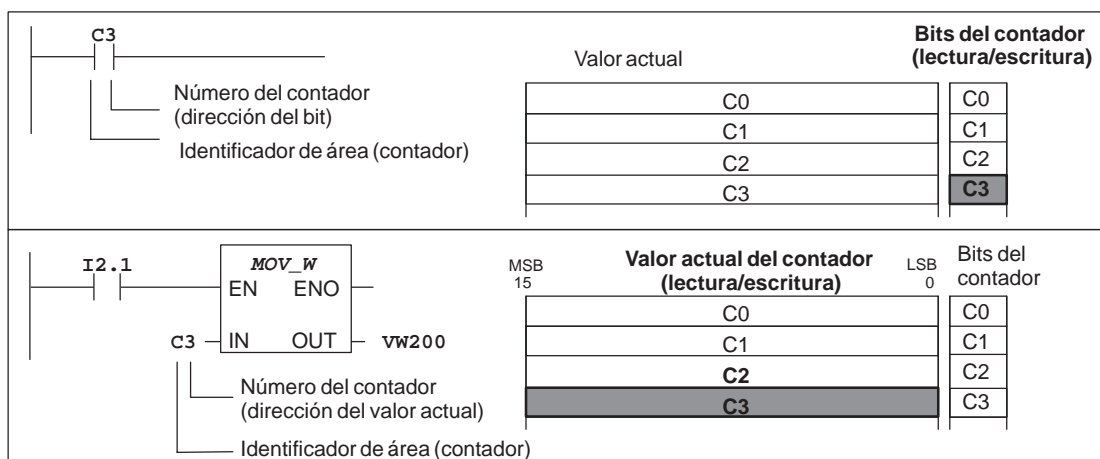 C3
Número del contador
(dirección del bit)
Identificador de área (contador)
Valor actual
Bits del contador
(lectura/escritura)
C0
C0
C1
C1
C2
C2
C3
C3
I2.1
MOV_W
EN ENO
C3
IN OUT
VW200
Número del contador
(dirección del valor actual)
Identificador de área (contador)
MSB
15
Valor actual del contador
(lectura/escritura)
LSB
0
Bits del
contador
C0
C0
C1
C1
C2
C2
C3
C3